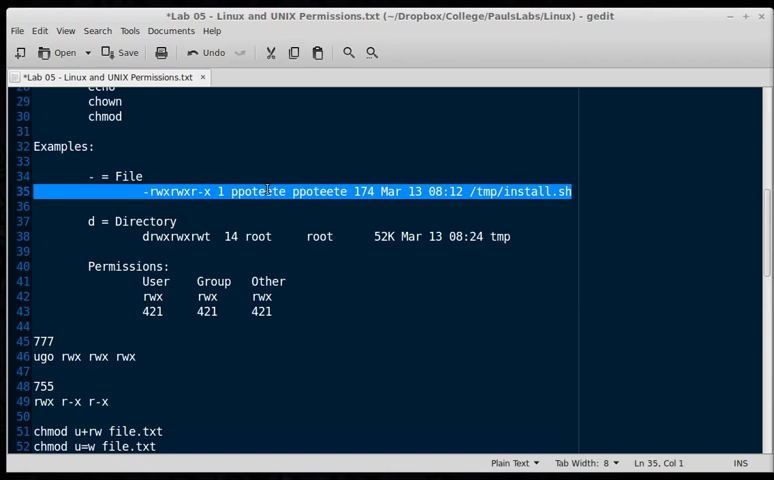 *Lab 05 - Linux and UNIX Permissions.txt (~/Dropbox/College/PaulsLabs/Linux) - gedit
File Edit View Search Tools Documents Help
Open Save Undo
*Lab 05 - Linux and UNIX Permissions.txt ×
28 echo
29 chown
30 chmod
31
32 Examples:
33
34 - = File
35 -rwxrwxr-x 1 ppoteete ppoteete 174 Mar 13 08:12 /tmp/install.sh
36
37 d = Directory
38 drwxrwxrwt 14 root root 52K Mar 13 08:24 tmp
39
40 Permissions:
41 User Group Other
42 rwx rwx rwx
43 421 421 421
44
45 777
46 ugo rwx rwx rwx
47
48 755
49 rwx r-x r-x
50
51 chmod u+rw file.txt
52 chmod u=w file.txt
Plain Text Tab Width: 8 Ln 35, Col 1 INS